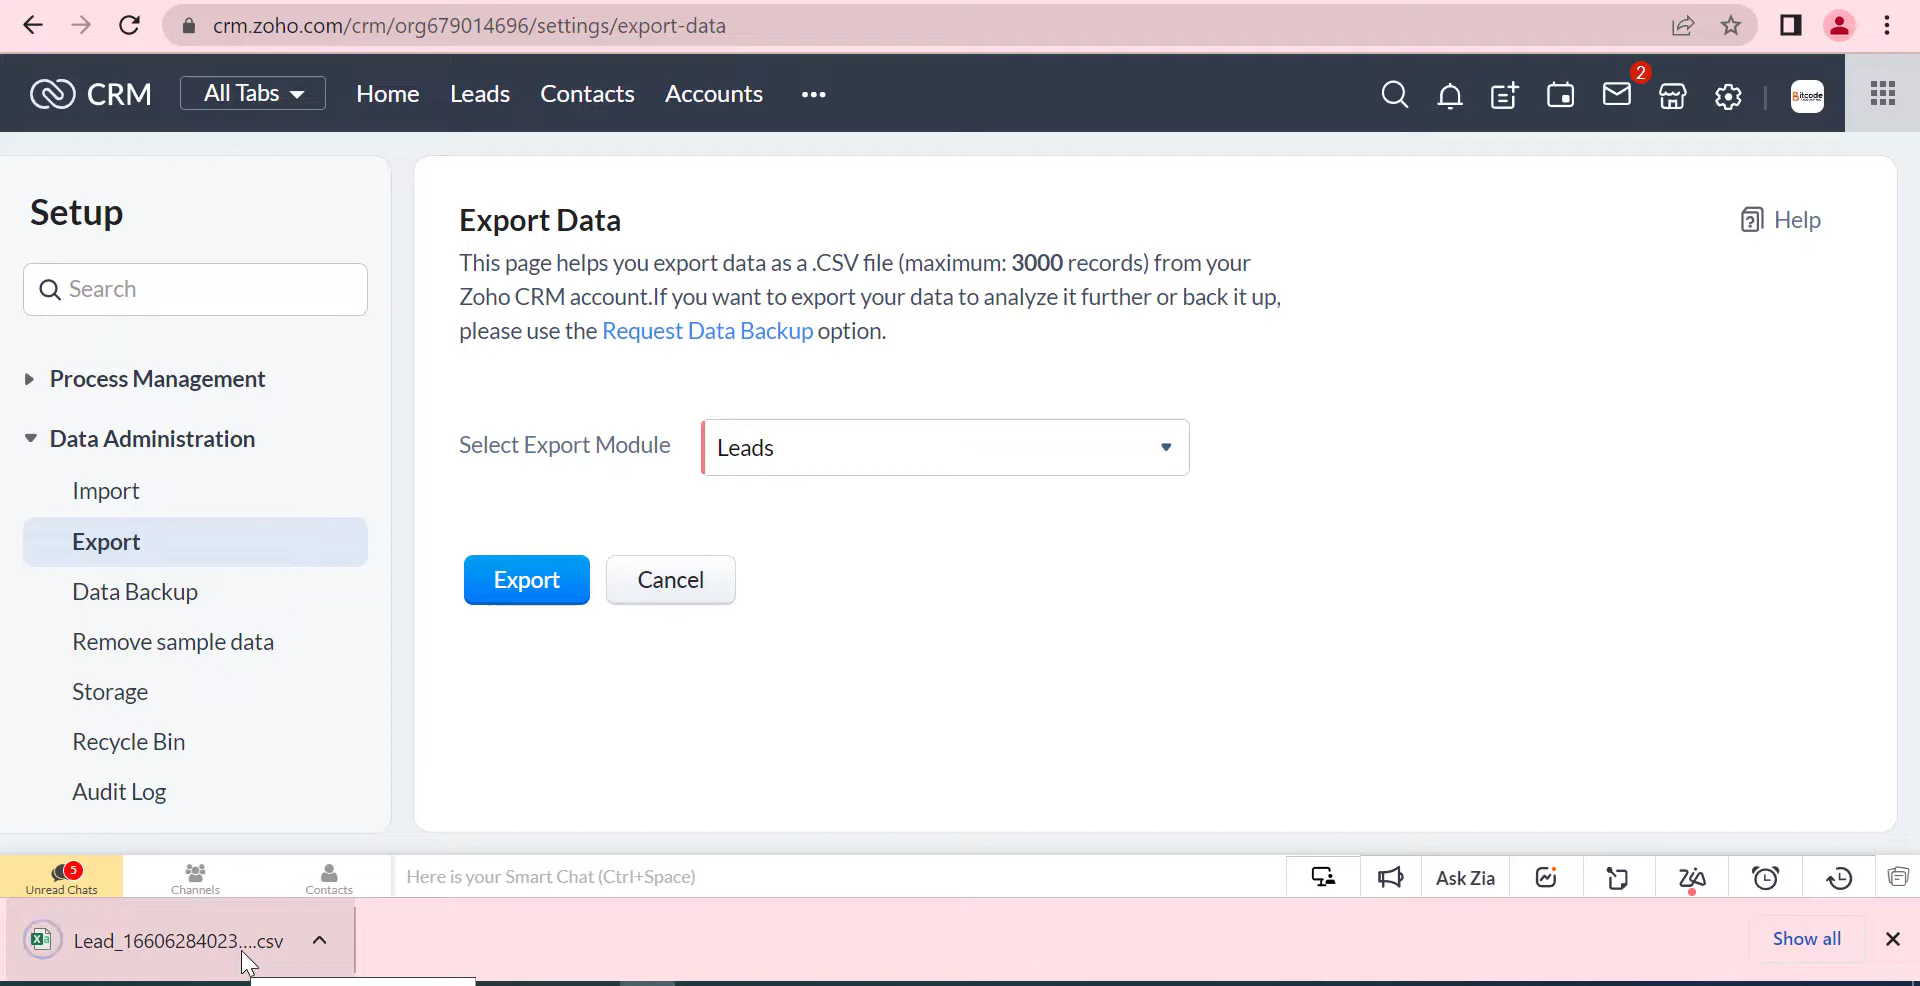 crm.zoho.com/crm/org679014696/settings/export-data
CRM
All Tabs
Home
Leads
Contacts
Accounts
2
Bitcode
Setup
Search
Process Management
Data Administration
Import
Export
Data Backup
Remove sample data
Storage
Recycle Bin
Audit Log
Export Data
Help
This page helps you export data as a .CSV file (maximum: 3000 records) from your
Zoho CRM account.If you want to export your data to analyze it further or back it up,
please use the Request Data Backup option.
Select Export Module
Leads
Export
Cancel
5
Unread Chats
Channels
Contacts
Here is your Smart Chat (Ctrl+Space)
Ask Zia
Lead_16606284023....csv
Show all